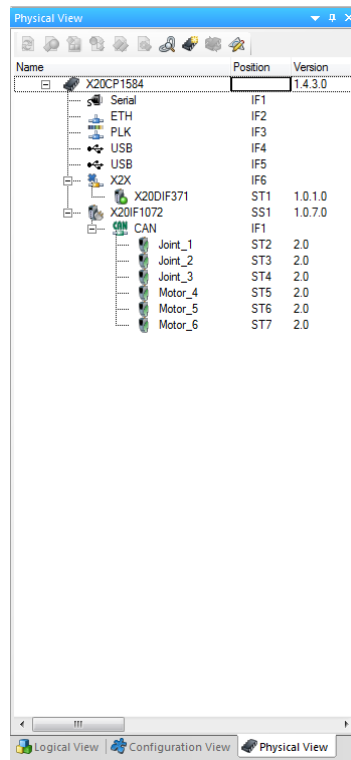 Physical View
Name Position Version
X20CP1584 1.4.3.0
Serial IF1
ETH IF2
PLK IF3
USB IF4
USB IF5
X2X IF6
X20DIF371 ST1 1.0.1.0
X20IF1072 SS1 1.0.7.0
CAN IF1
Joint_1 ST2 2.0
Joint_2 ST3 2.0
Joint_3 ST4 2.0
Motor_4 ST5 2.0
Motor_5 ST6 2.0
Motor_6 ST7 2.0
Logical View Configuration View Physical View